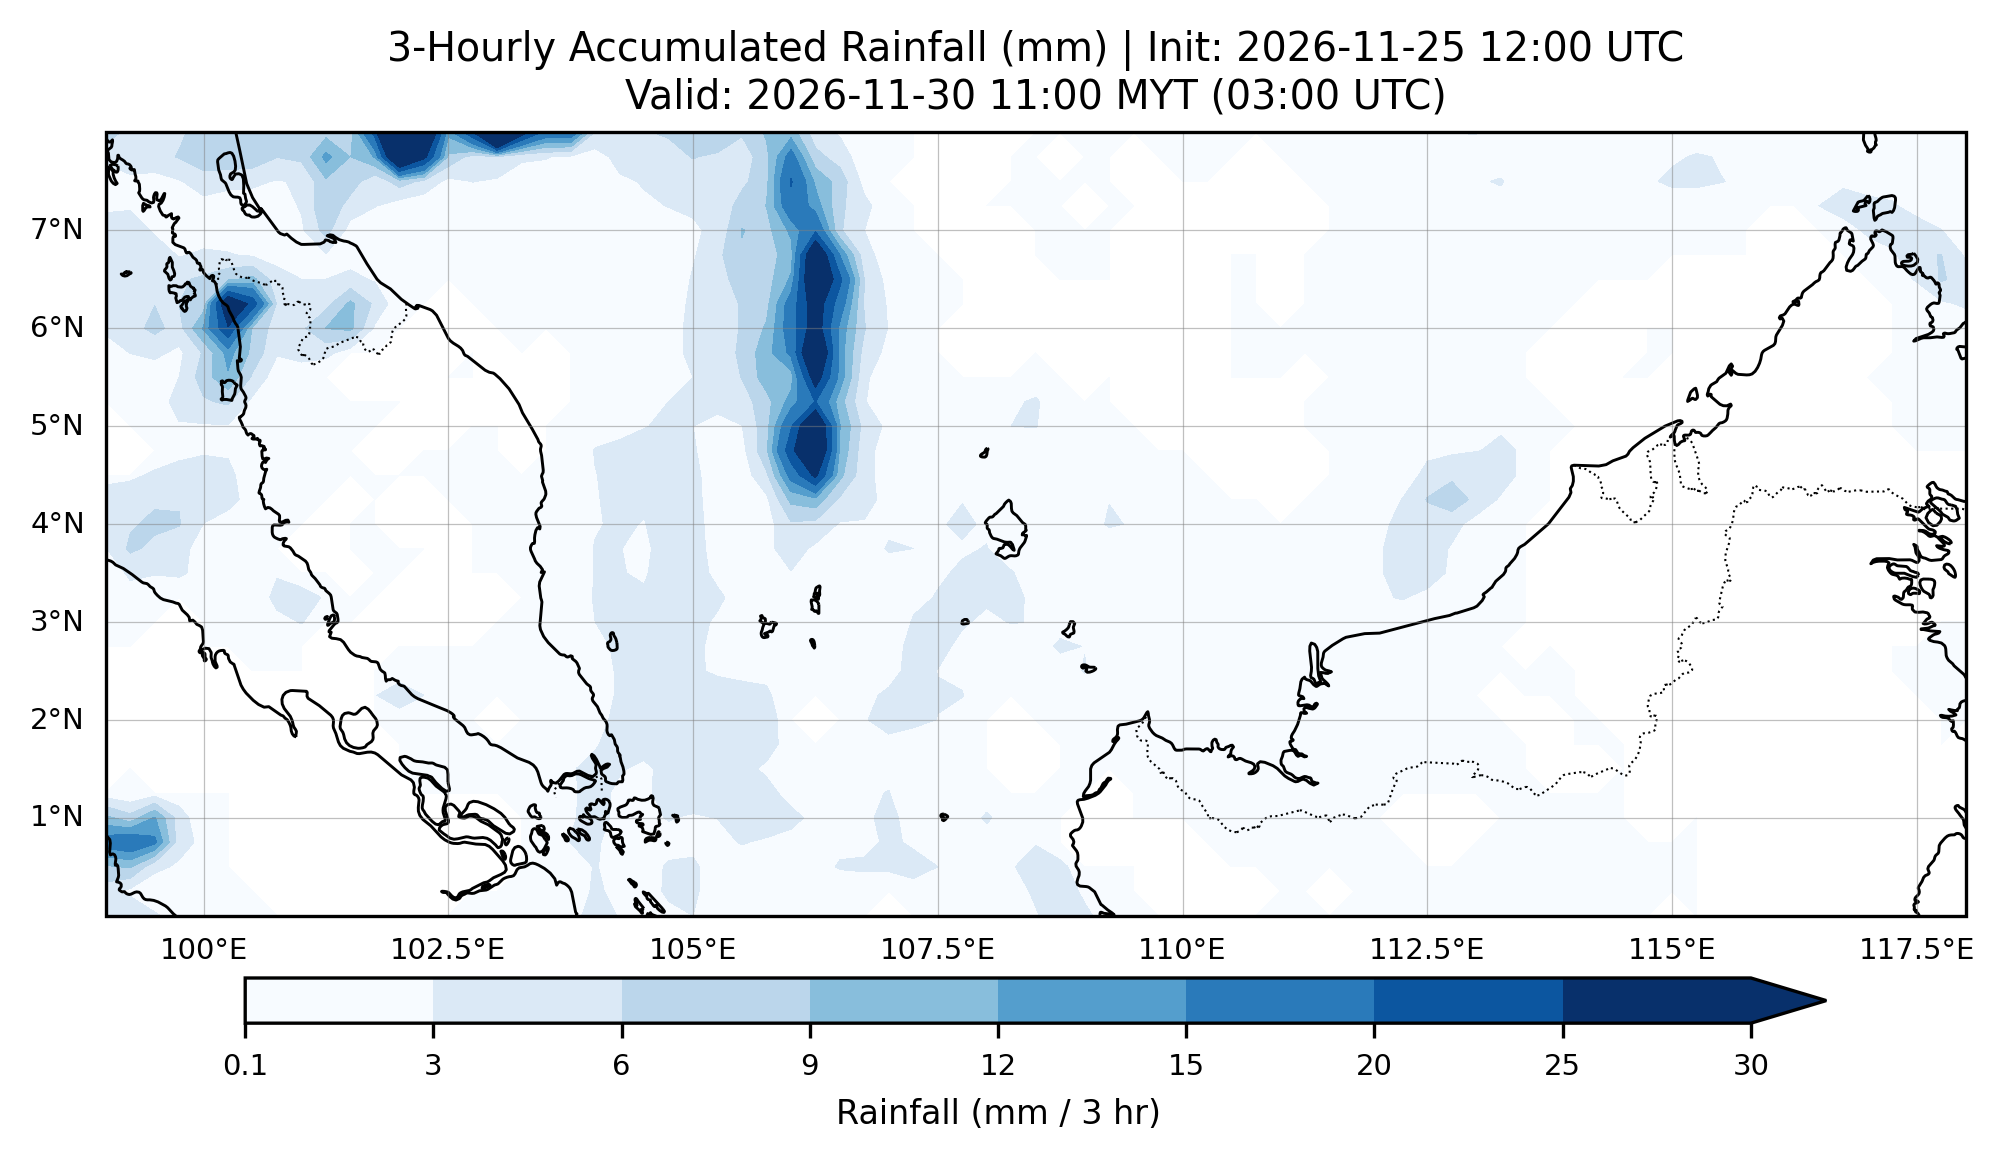 3-Hourly Accumulated Rainfall (mm) | Init: 2026-11-25 12:00 UTC
Valid: 2026-11-30 11:00 MYT (03:00 UTC)
7°N
6°N
5°N
4°N
3°N
2°N
1°N
100°E 102.5°E 105°E 107.5°E 110°E 112.5°E 115°E 117.5°E
0.1 3 6 9 12 15 20 25 30
Rainfall (mm / 3 hr)